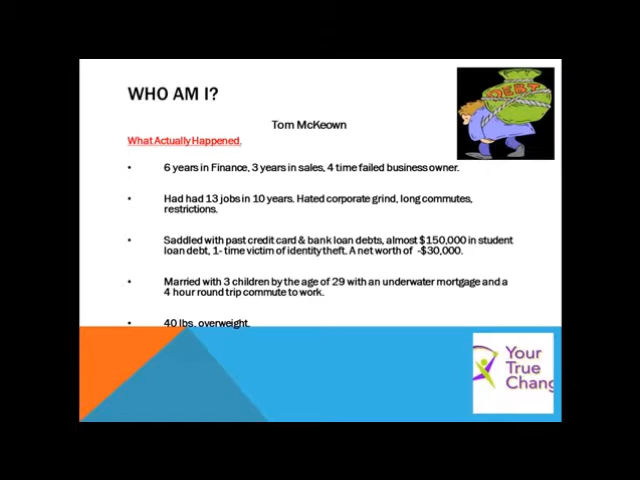 WHO AM I?
DEBT
Tom McKeown
What Actually Happened.
• 6 years in Finance, 3 years in sales, 4 time failed business owner.
• Had had 13 jobs in 10 years. Hated corporate grind, long commutes,
restrictions.
• Saddled with past credit card & bank loan debts, almost $150,000 in student
loan debt, 1- time victim of identity theft. A net worth of -$30,000.
• Married with 3 children by the age of 29 with an underwater mortgage and a
4 hour round trip commute to work.
• 40 lbs. overweight.
Your
True
Chang